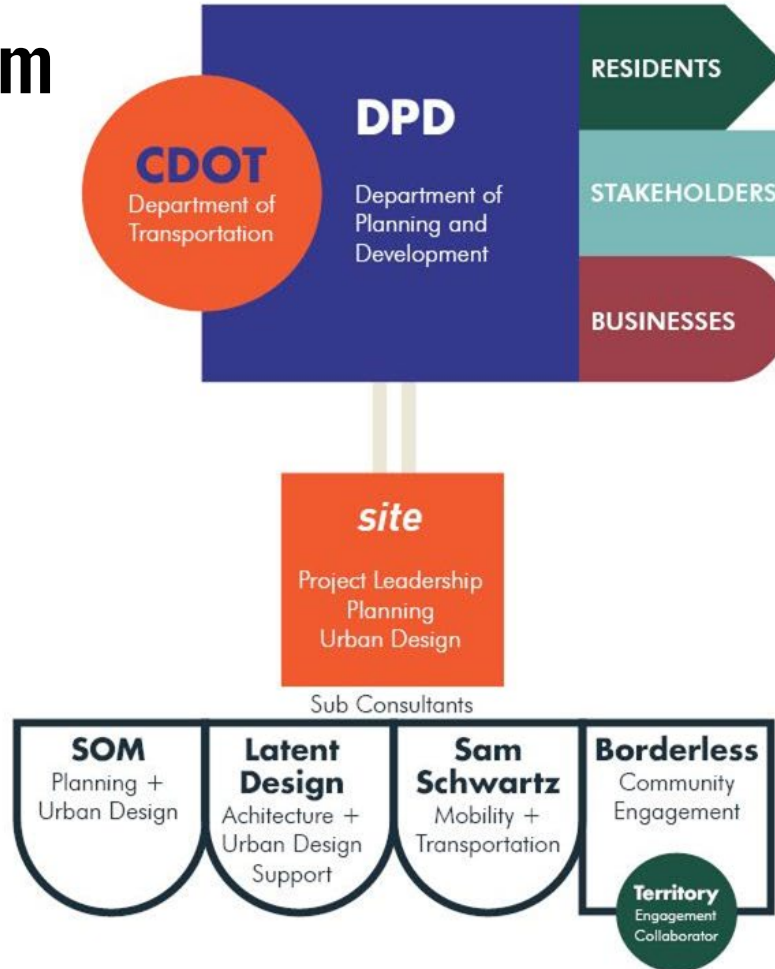 m
CDOT
Department of
Transportation
DPD
Department of
Planning and
Development
RESIDENTS
STAKEHOLDERS
BUSINESSES
site
Project Leadership
Planning
Urban Design
Sub Consultants
SOM
Planning +
Urban Design
Latent
Design
Achitecture +
Urban Design
Support
Sam
Schwartz
Mobility +
Transportation
Borderless
Community
Engagement
Territory
Engagement
Collaborator